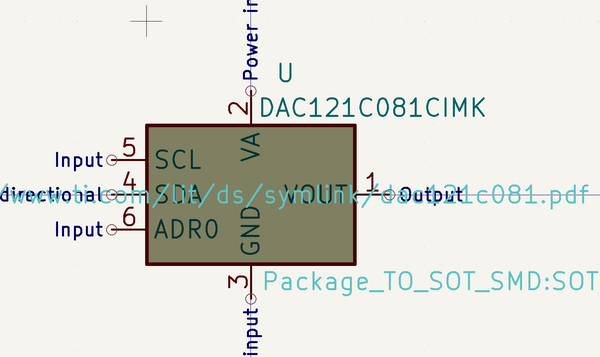 Power in
U
2
DAC121C081CIMK
VA
Input 5 SCL
directional 4 SDA
/www.ti.com/lit/ds/symlink/dac121c081.pdf
VOUT 1 Output
Input 6 ADR0
GND
3
Package_TO_SOT_SMD:SOT
input